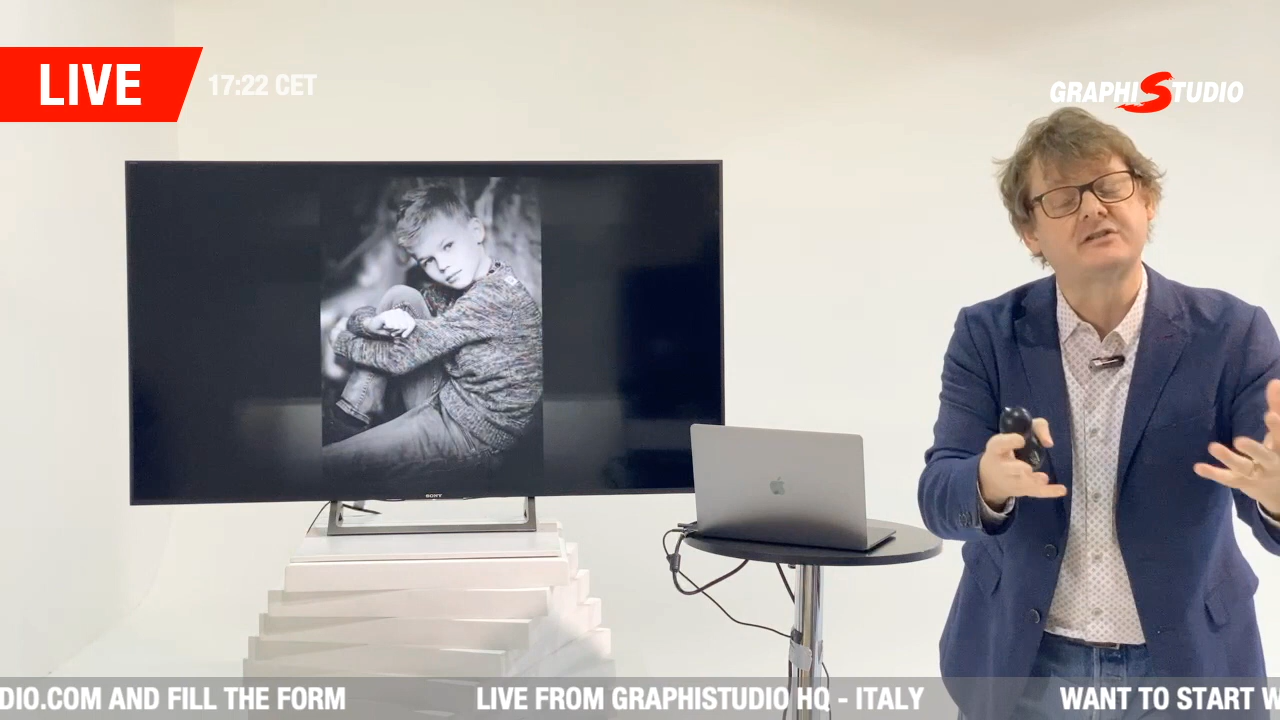 LIVE
17:22 CET
GRAPHISTUDIO
SONY
DIO.COM AND FILL THE FORM
LIVE FROM GRAPHISTUDIO HQ - ITALY
WANT TO START W